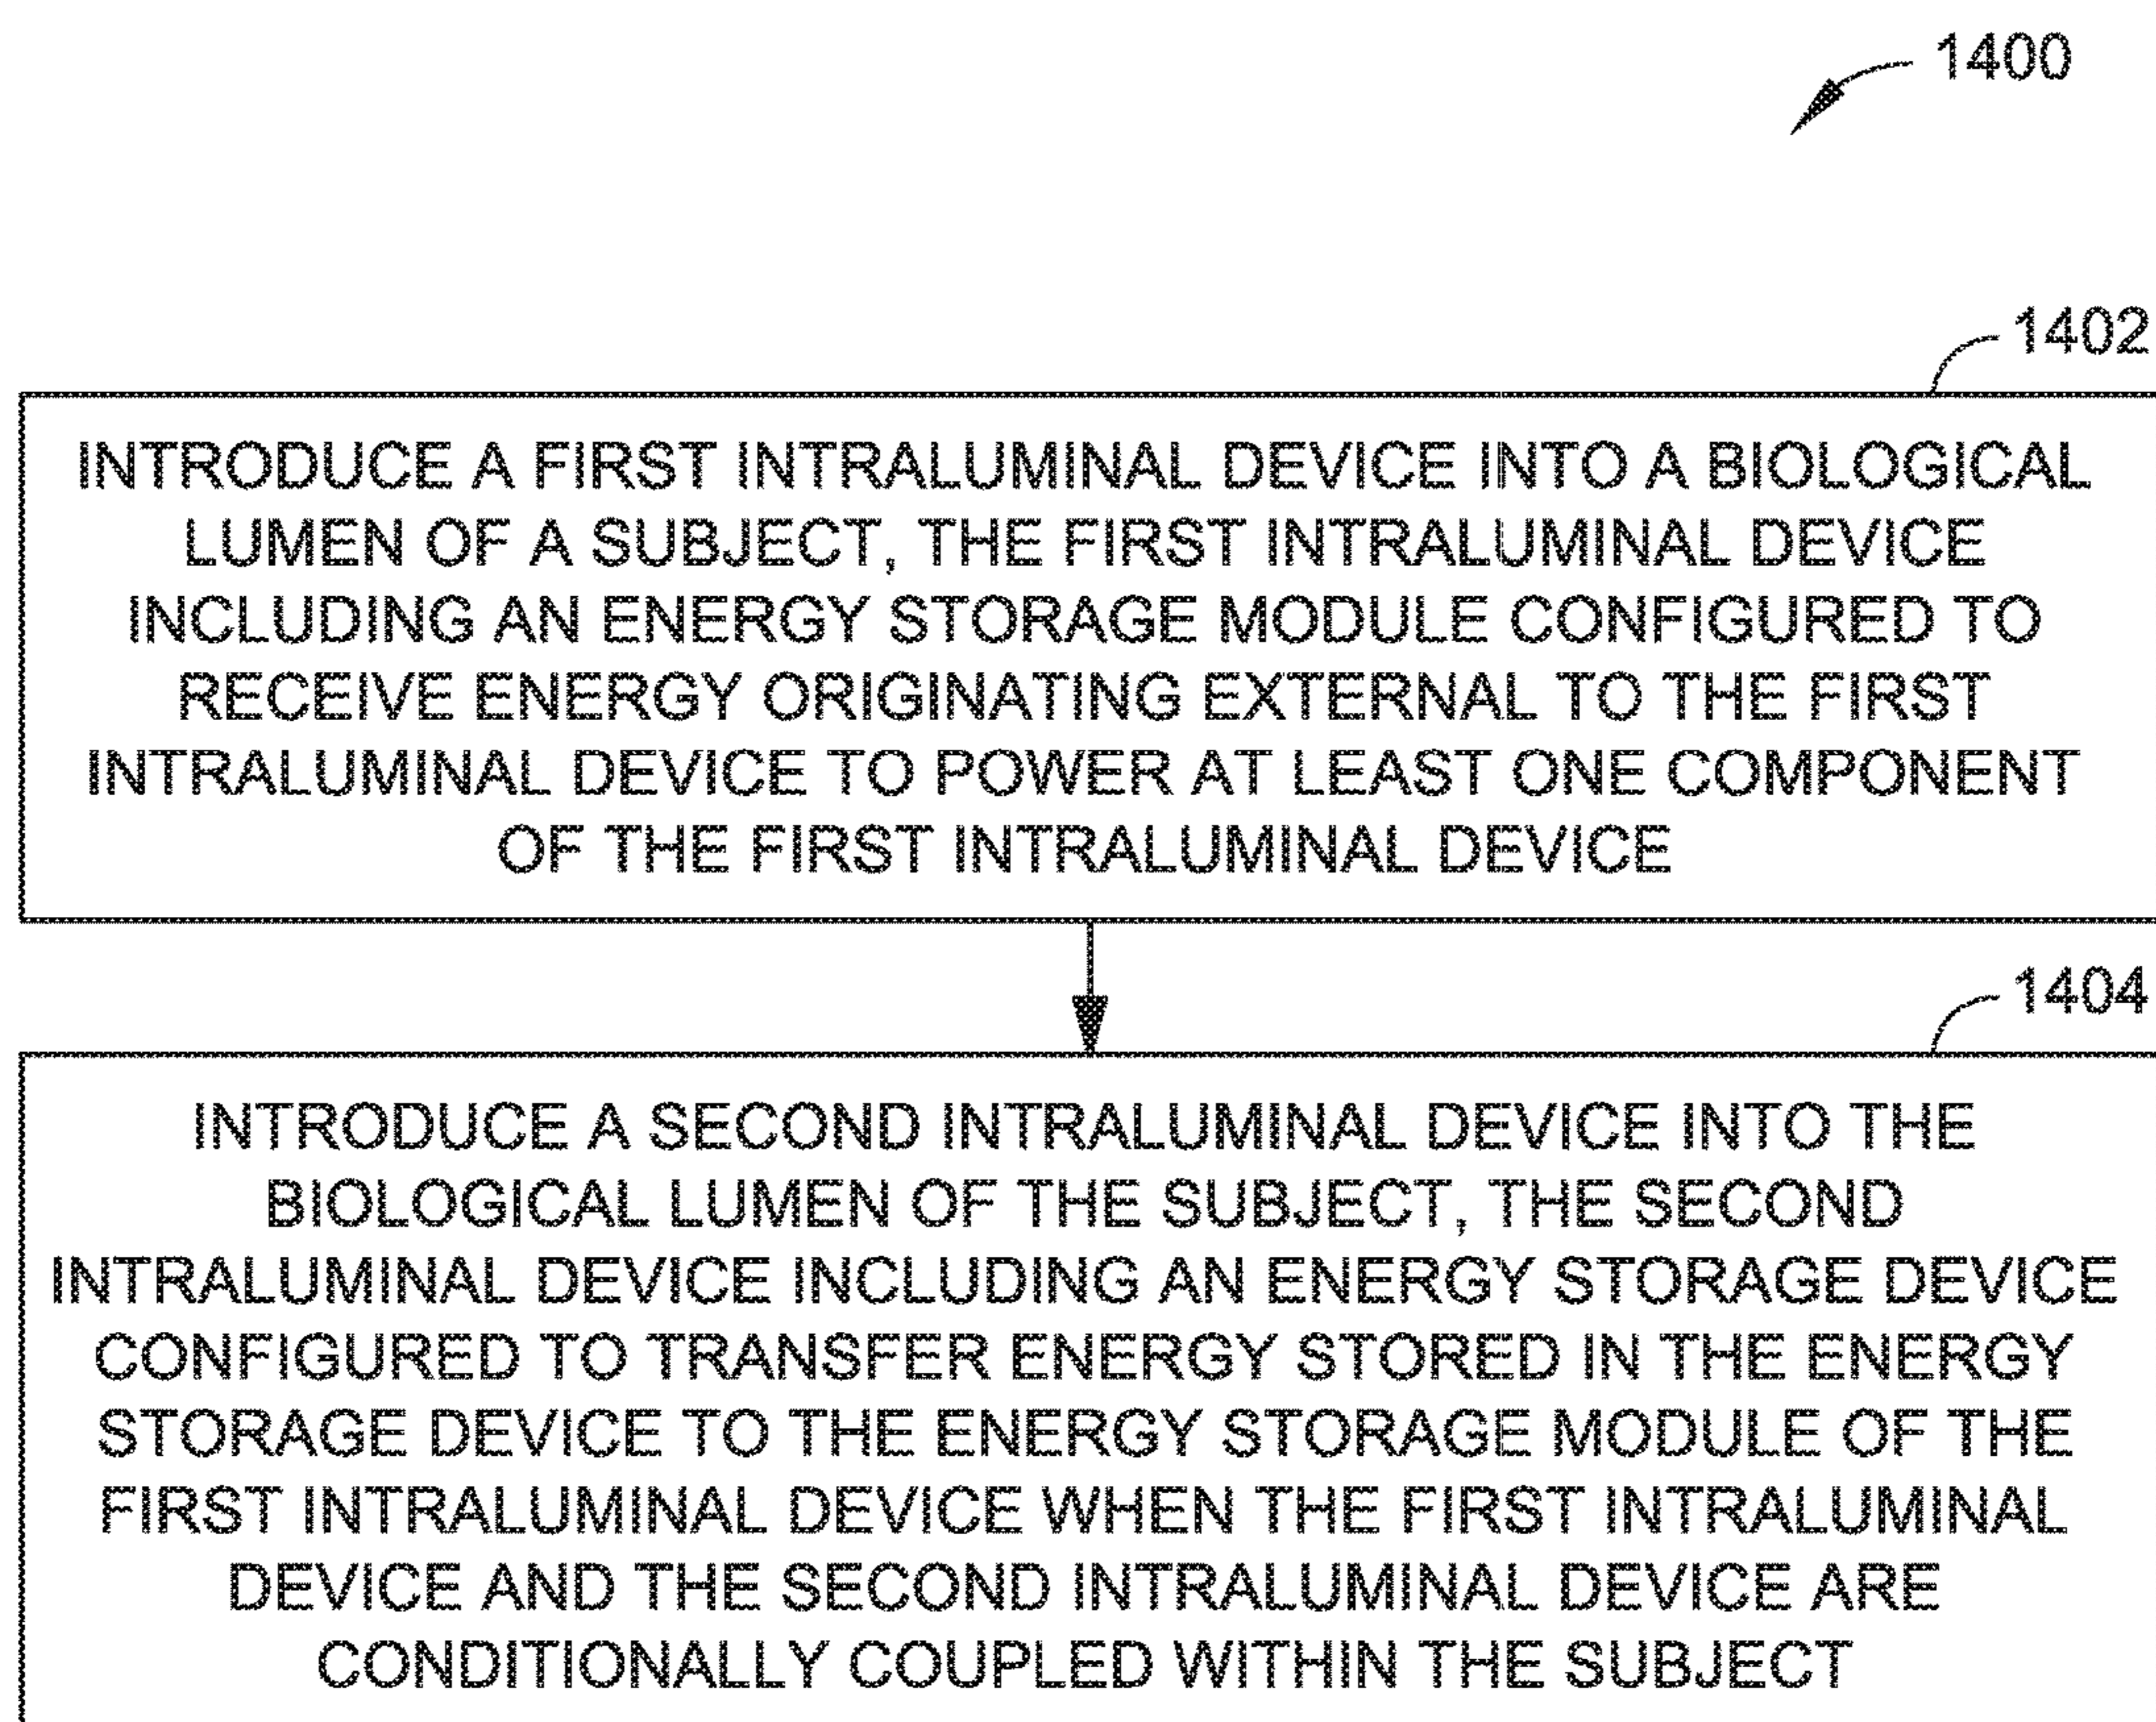 1400
1402
INTRODUCE A FIRST INTRALUMINAL DEVICE INTO A BIOLOGICAL
LUMEN OF A SUBJECT, THE FIRST INTRALUMINAL DEVICE
INCLUDING AN ENERGY STORAGE MODULE CONFIGURED TO
RECEIVE ENERGY ORIGINATING EXTERNAL TO THE FIRST
INTRALUMINAL DEVICE TO POWER AT LEAST ONE COMPONENT
OF THE FIRST INTRALUMINAL DEVICE
1404
INTRODUCE A SECOND INTRALUMINAL DEVICE INTO THE
BIOLOGICAL LUMEN OF THE SUBJECT, THE SECOND
INTRALUMINAL DEVICE INCLUDING AN ENERGY STORAGE DEVICE
CONFIGURED TO TRANSFER ENERGY STORED IN THE ENERGY
STORAGE DEVICE TO THE ENERGY STORAGE MODULE OF THE
FIRST INTRALUMINAL DEVICE WHEN THE FIRST INTRALUMINAL
DEVICE AND THE SECOND INTRALUMINAL DEVICE ARE
CONDITIONALLY COUPLED WITHIN THE SUBJECT